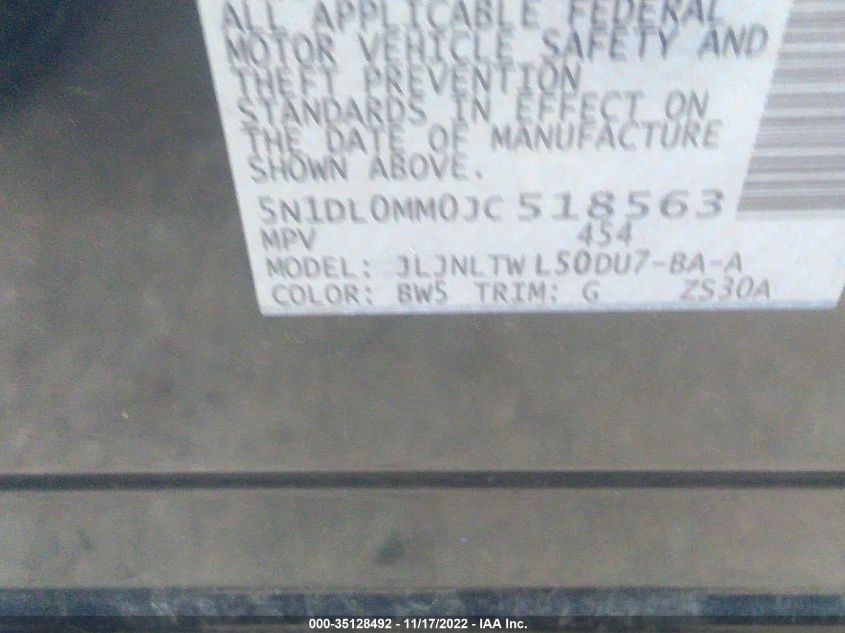 ALL APPLICABLE FEDERAL
MOTOR VEHICLE SAFETY AND
THEFT PREVENTION
STANDARDS IN EFFECT ON
THE DATE OF MANUFACTURE
SHOWN ABOVE.
5N1DL0MM0JC518563
MPV 454
MODEL: JLJNLTWL50DU7-BA-A
COLOR: BW5 TRIM: G ZS30A
000-35128492 - 11/17/2022 - IAA Inc.